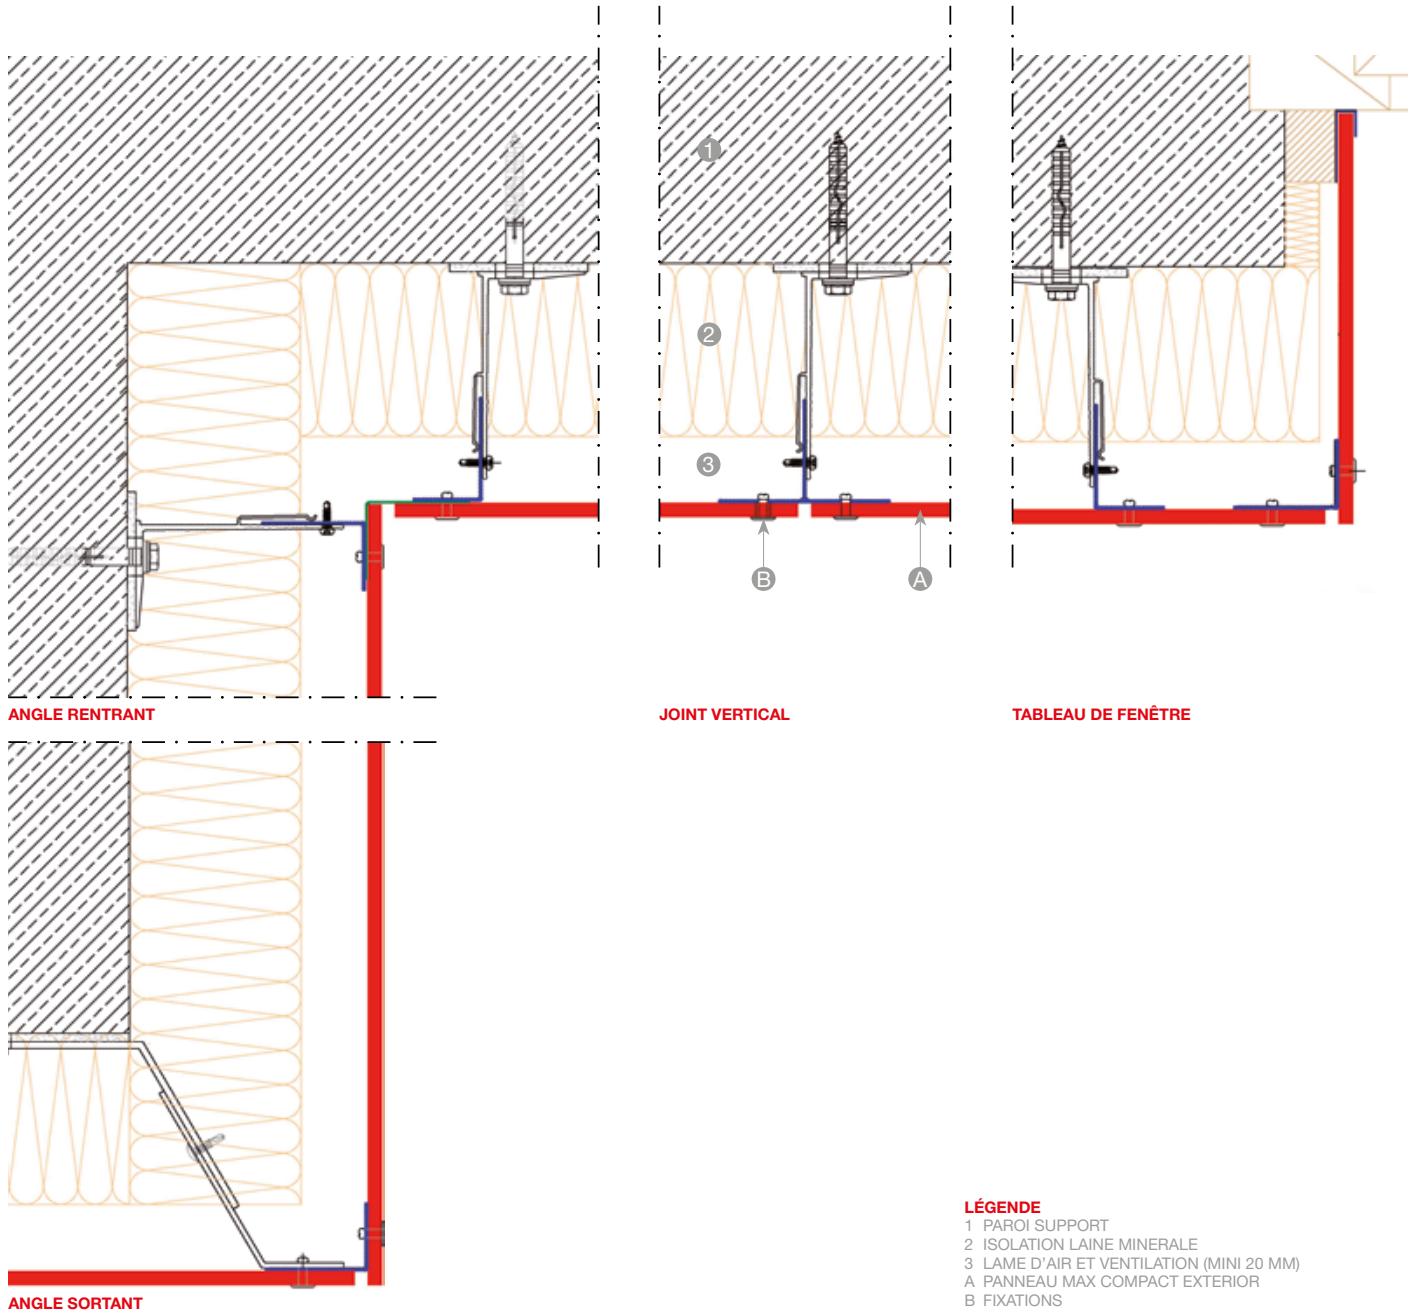 1
2
3
B
A
ANGLE RENTRANT
JOINT VERTICAL
TABLEAU DE FENÊTRE
ANGLE SORTANT
LÉGENDE
1 PAROI SUPPORT
2 ISOLATION LAINE MINERALE
3 LAME D'AIR ET VENTILATION (MINI 20 MM)
A PANNEAU MAX COMPACT EXTERIOR
B FIXATIONS